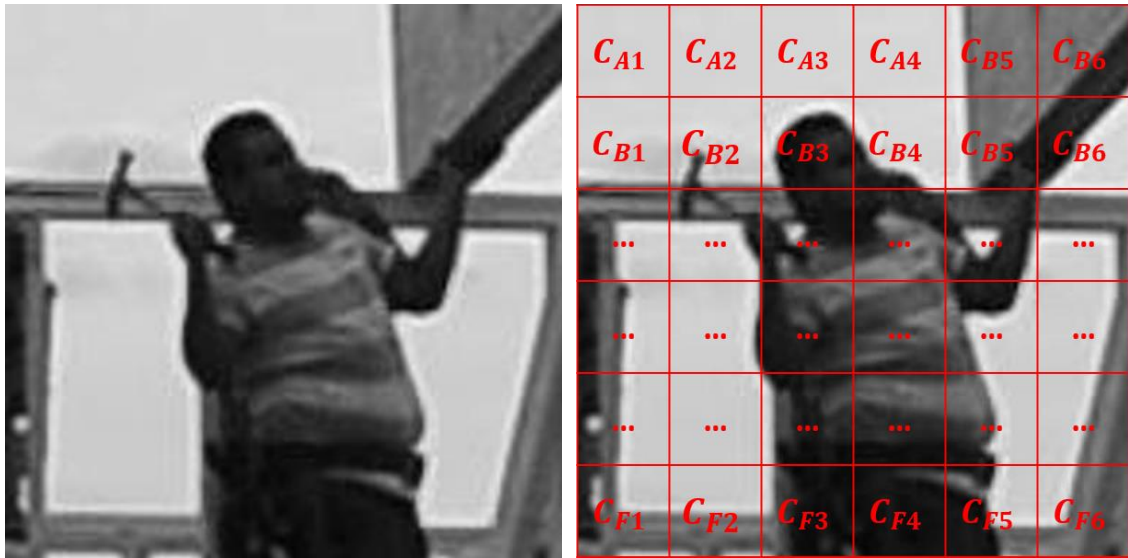 C_A1 C_A2 C_A3 C_A4 C_B5 C_B6
C_B1 C_B2 C_B3 C_B4 C_B5 C_B6
... ... ... ... ... ...
... ... ... ... ... ...
... ... ... ... ... ...
C_F1 C_F2 C_F3 C_F4 C_F5 C_F6